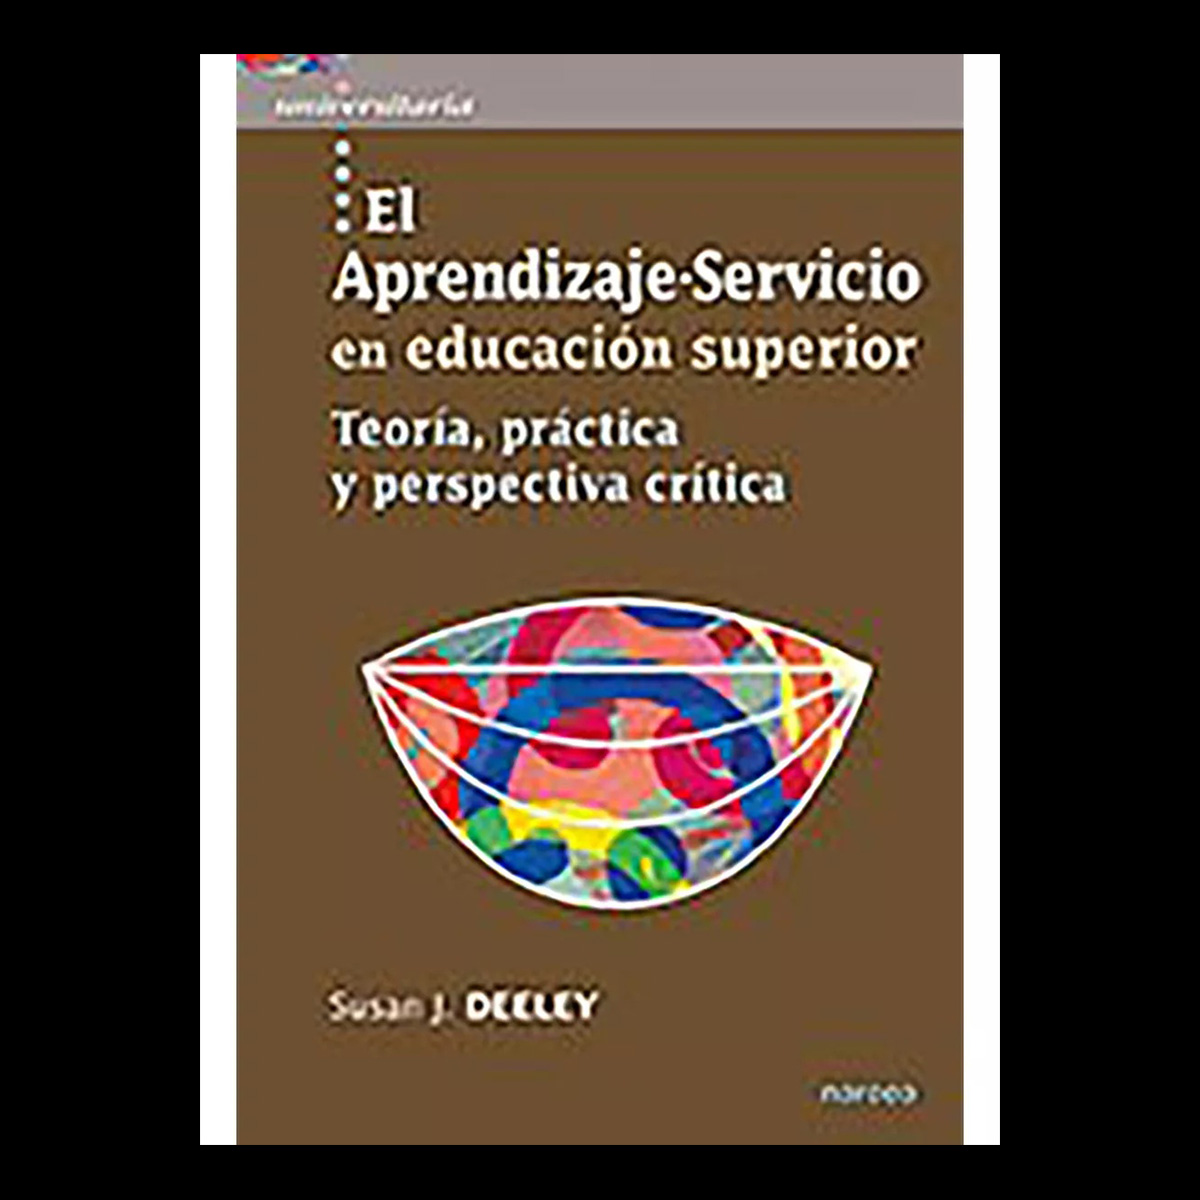 universitaria
El
Aprendizaje·Servicio
en educación superior
Teoría, práctica
y perspectiva crítica
Susan J. DEELEY
narcea